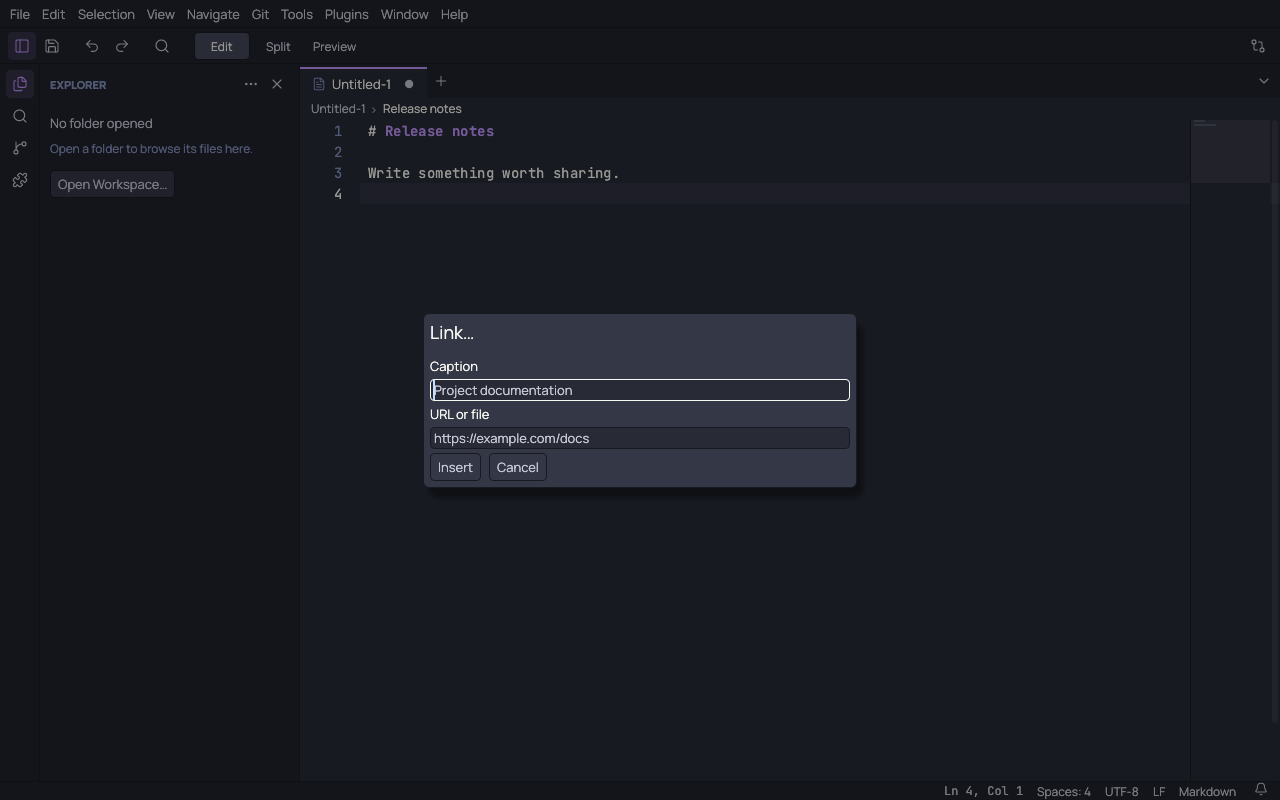 File Edit Selection View Navigate Git Tools Plugins Window Help
Edit Split Preview
EXPLORER
Untitled-1
Untitled-1 › Release notes
No folder opened
Open a folder to browse its files here.
Open Workspace...
1 # Release notes
2
3 Write something worth sharing.
4
Link...
Caption
Project documentation
URL or file
https://example.com/docs
Insert Cancel
Ln 4, Col 1 Spaces: 4 UTF-8 LF Markdown